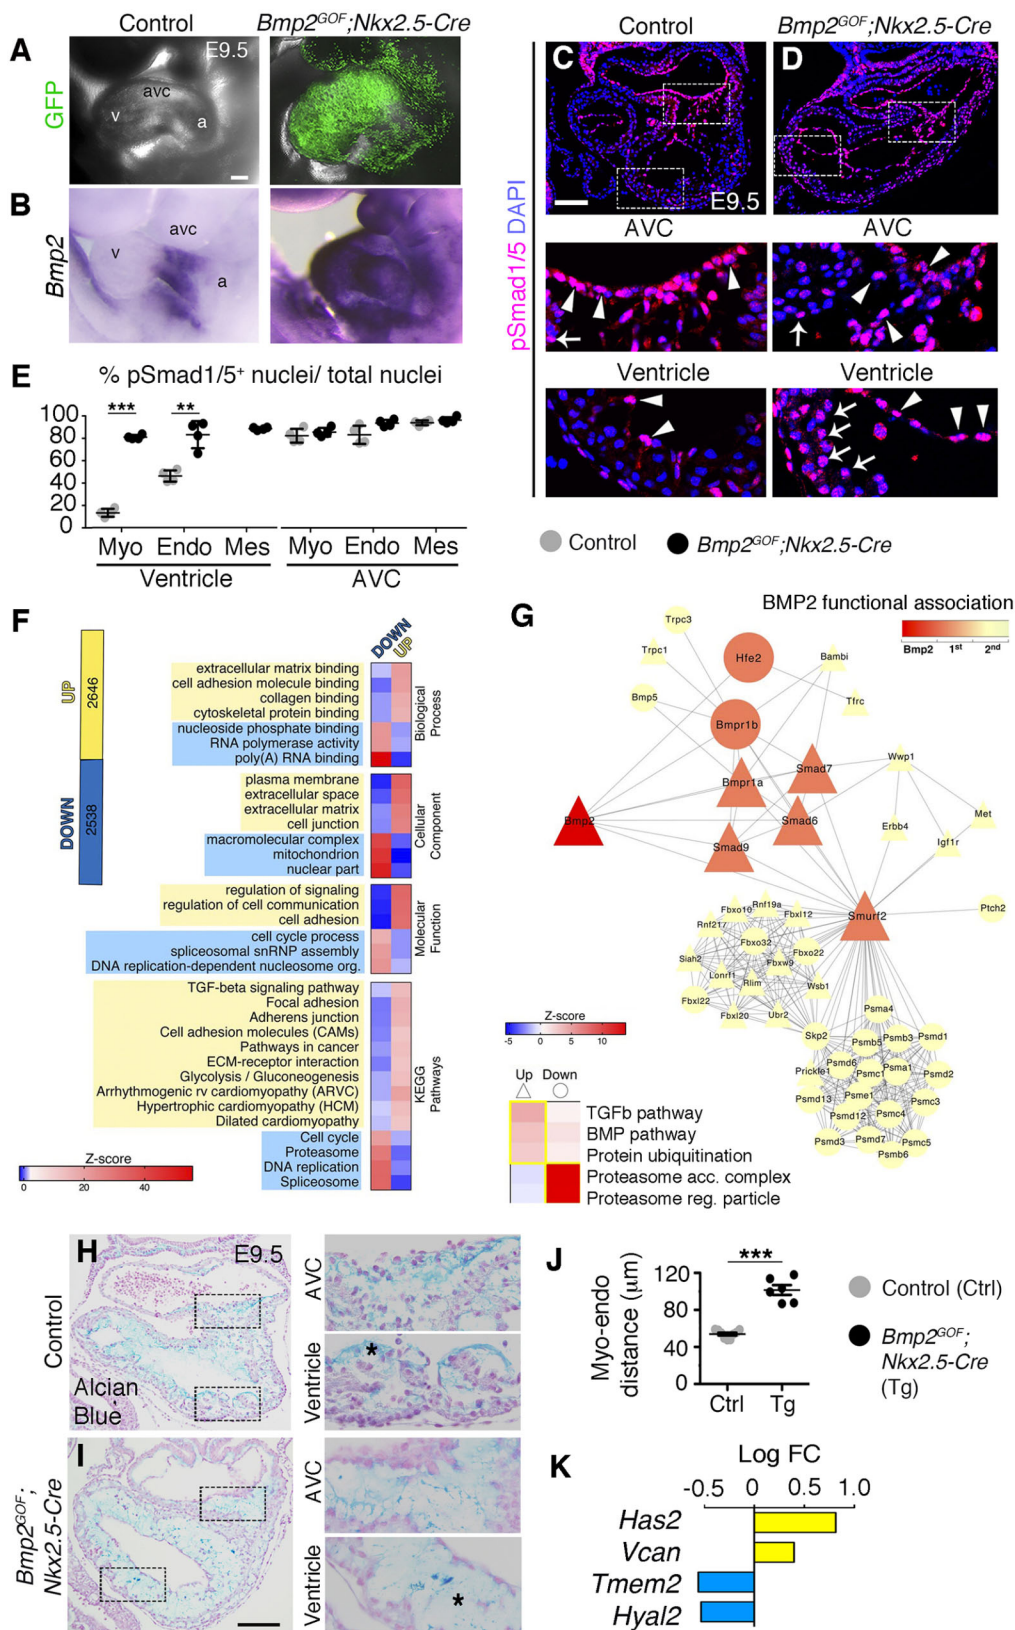 Control
Bmp2GOF;Nkx2.5-Cre
A
GFP
E9.5
avc
v
a
B
Bmp2
avc
v
a
Control
Bmp2GOF;Nkx2.5-Cre
C
D
pSmad1/5 DAPI
E9.5
AVC
AVC
Ventricle
Ventricle
E
% pSmad1/5+ nuclei/ total nuclei
***
**
100
80
60
40
20
0
Myo Endo Mes Myo Endo Mes
Ventricle
AVC
Control
Bmp2GOF;Nkx2.5-Cre
F
UP
2646
DOWN
2538
DOWN
UP
extracellular matrix binding
cell adhesion molecule binding
collagen binding
cytoskeletal protein binding
nucleoside phosphate binding
RNA polymerase activity
poly(A) RNA binding
Biological
Process
plasma membrane
extracellular space
extracellular matrix
cell junction
macromolecular complex
mitochondrion
nuclear part
Cellular
Component
regulation of signaling
regulation of cell communication
cell adhesion
cell cycle process
spliceosomal snRNP assembly
DNA replication-dependent nucleosome org.
Molecular
Function
TGF-beta signaling pathway
Focal adhesion
Adherens junction
Cell adhesion molecules (CAMs)
Pathways in cancer
ECM-receptor interaction
Glycolysis / Gluconeogenesis
Arrhythmogenic rv cardiomyopathy (ARVC)
Hypertrophic cardiomyopathy (HCM)
Dilated cardiomyopathy
Cell cycle
Proteasome
DNA replication
Spliceosome
KEGG
Pathways
Z-score
0 20 40
G
BMP2 functional association
Bmp2 1st 2nd
Trpc3
Trpc1
Hfe2
Bambi
Bmp5
Tfrc
Bmpr1b
Wwp1
Smad7
Bmpr1a
Bmp2
Smad6
Met
Erbb4
Igf1r
Smad9
Smurf2
Ptch2
Rnf19a
Fbxo10
Fbxl12
Rnf217
Fbxo32
Fbxo22
Siah2
Fbxw9
Lonrf1
Rlim
Wsb1
Fbxl22
Fbxl20
Ubr2
Psma4
Skp2
Psmb5
Psmb3
Psmd1
Psmd6
Psma1
Prickle1
Psmc1
Psmd2
Psmd13
Psme1
Psmc3
Psmd12
Psmc4
Psmd3
Psmd7
Psmc5
Psmb6
Z-score
-5 0 5 10
Up
Down
TGFb pathway
BMP pathway
Protein ubiquitination
Proteasome acc. complex
Proteasome reg. particle
H
E9.5
Control
Alcian
Blue
AVC
Ventricle
*
I
Bmp2GOF;
Nkx2.5-Cre
AVC
Ventricle
*
J
***
Myo-endo
distance (μm)
120
80
40
0
Ctrl Tg
Control (Ctrl)
Bmp2GOF;
Nkx2.5-Cre
(Tg)
K
Log FC
-0.5 0 0.5 1.0
Has2
Vcan
Tmem2
Hyal2